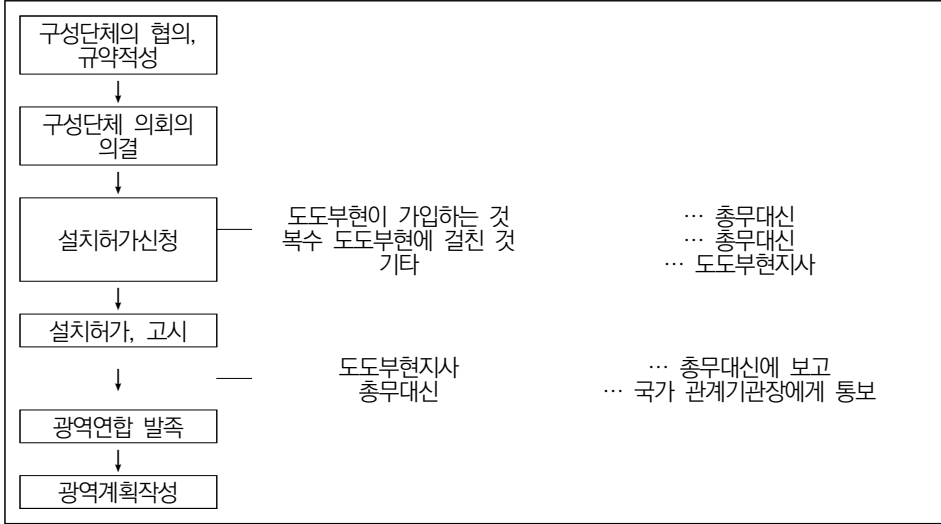 구성단체의 협의,
규약적성
구성단체 의회의
의결
설치허가신청
도도부현이 가입하는 것 … 총무대신
복수 도도부현에 걸친 것 … 총무대신
기타 … 도도부현지사
설치허가, 고시
도도부현지사 … 총무대신에 보고
총무대신 … 국가 관계기관장에게 통보
광역연합 발족
광역계획작성